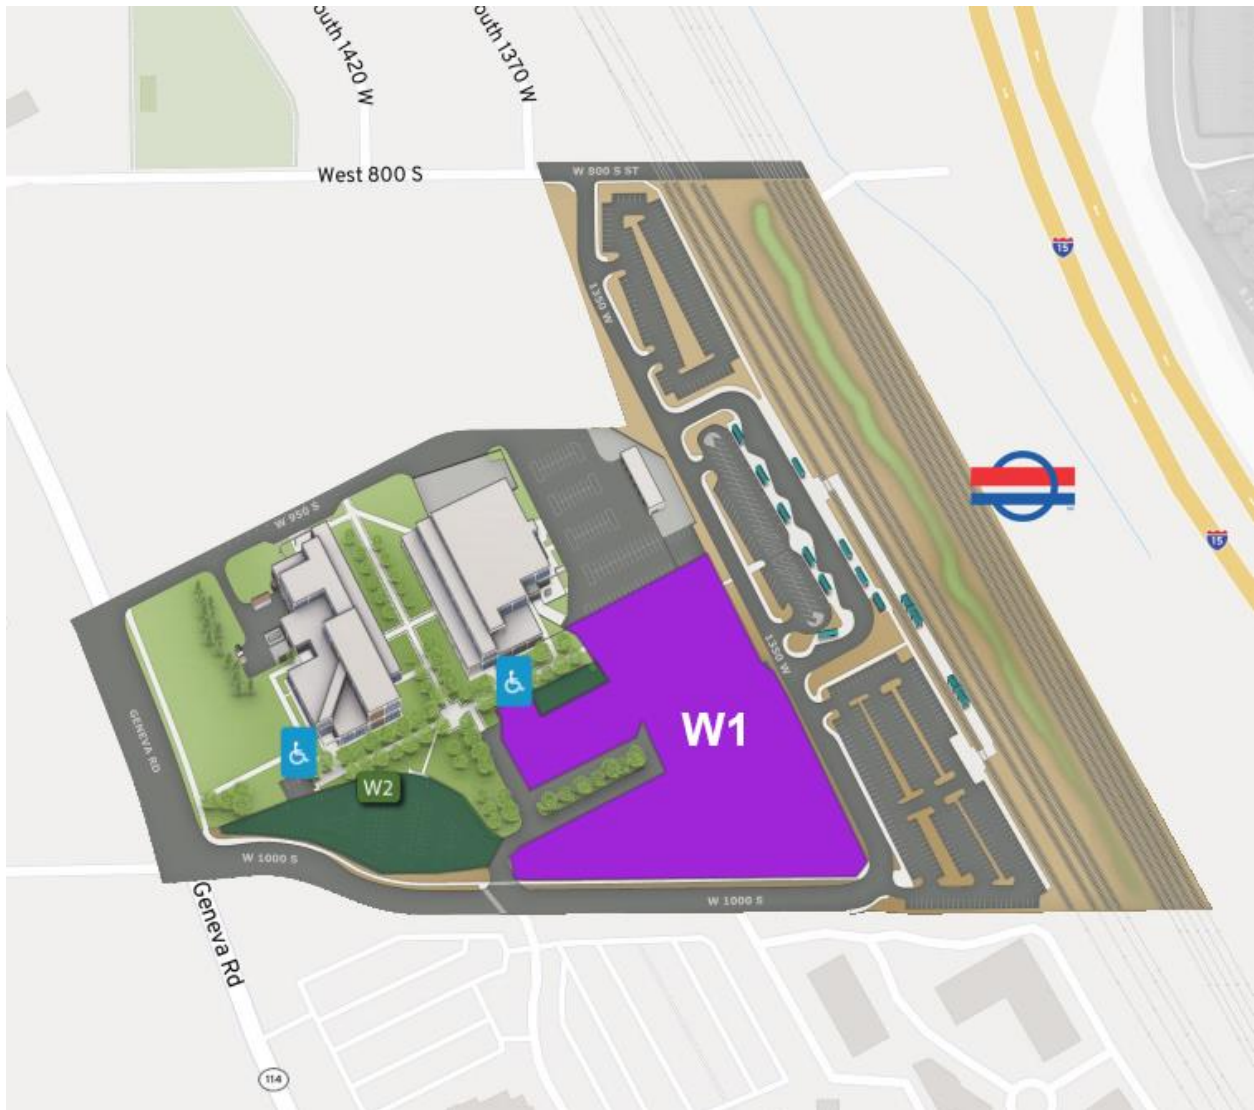 outh 1420 W
outh 1370 W
West 800 S
W 800 S ST
15
1350 W
W 950 S
15
1350 W
GENEVA RD
W1
W2
W 1000 S
W 1000 S
Geneva Rd
114